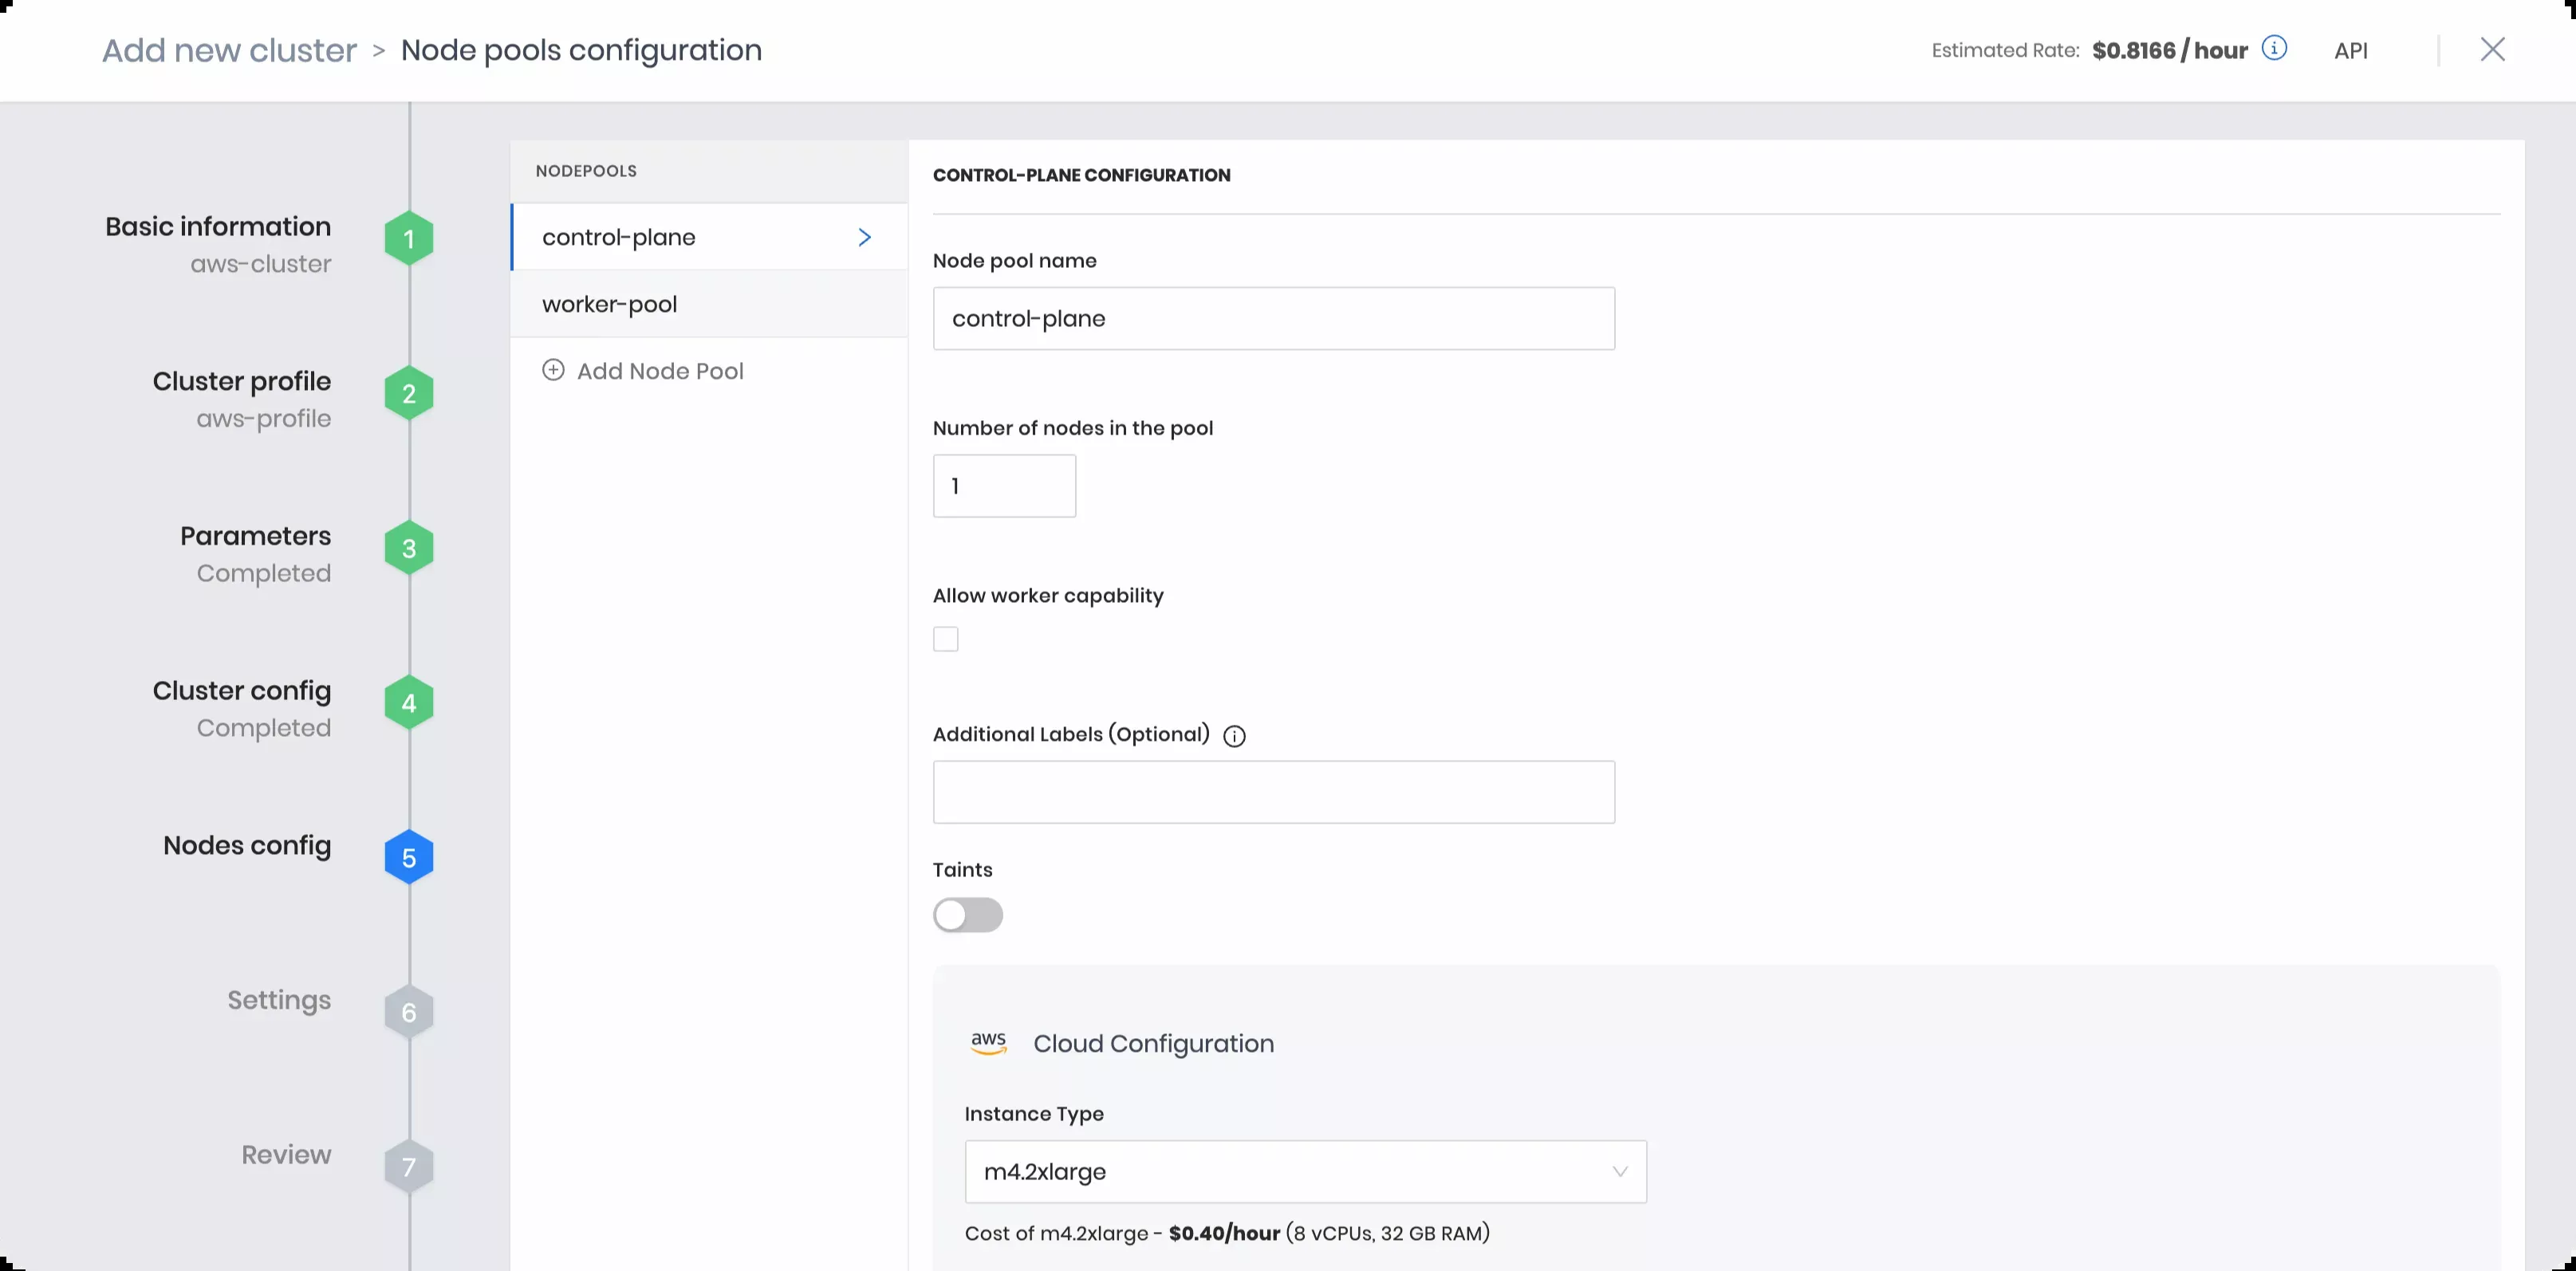 Add new cluster > Node pools configuration
Estimated Rate: $0.8166 / hour
API
Basic information
aws-cluster
1
Cluster profile
aws-profile
2
Parameters
Completed
3
Cluster config
Completed
4
Nodes config
5
Settings
6
Review
7
NODEPOOLS
control-plane
worker-pool
Add Node Pool
CONTROL-PLANE CONFIGURATION
Node pool name
control-plane
Number of nodes in the pool
1
Allow worker capability
Additional Labels (Optional)
Taints
aws
Cloud Configuration
Instance Type
m4.2xlarge
Cost of m4.2xlarge - $0.40/hour (8 vCPUs, 32 GB RAM)